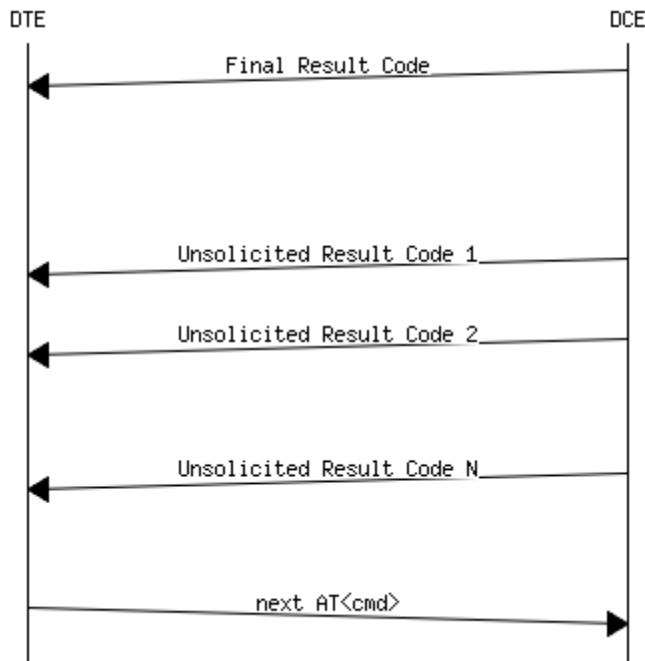 DTE DCE
Final Result Code
Unsolicited Result Code 1
Unsolicited Result Code 2
Unsolicited Result Code N
next AT<cmd>